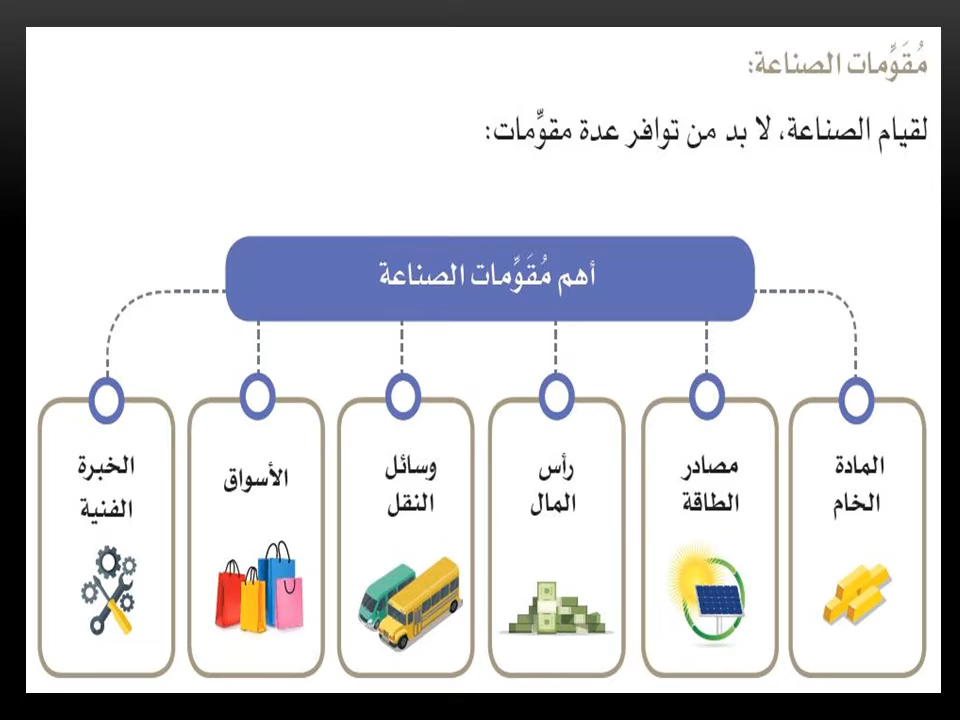 مُقَوِّمات الصناعة:
لقيام الصناعة، لا بد من توافر عدة مقوِّمات:
أهم مُقَوِّمات الصناعة
المادة
الخام
مصادر
الطاقة
رأس
المال
وسائل
النقل
الأسواق
الخبرة
الفنية